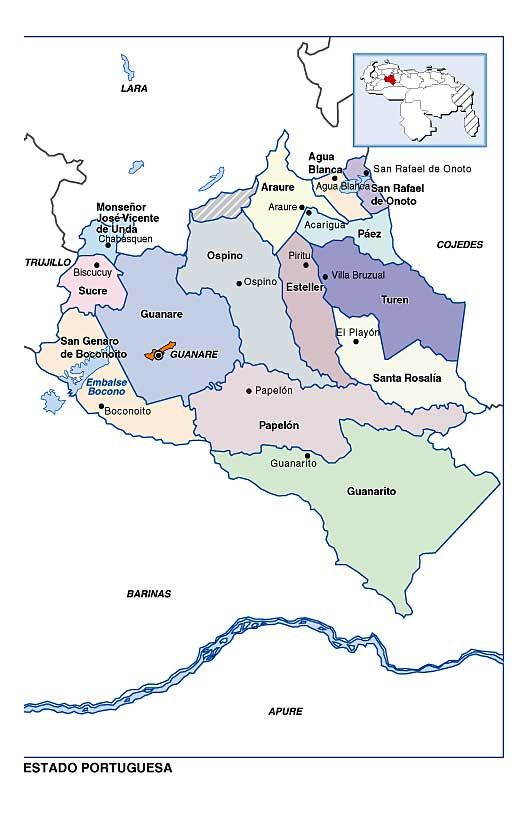 LARA
Agua
Blanca
San Rafael de Onoto
Agua Blanca
San Rafael
de Onoto
Araure
Araure
Acarigua
Páez
Monseñor
José Vicente
de Unda
Chabasquen
COJEDES
TRUJILLO
Biscucuy
Sucre
Ospino
Ospino
Piritu
Esteller
Villa Bruzual
Turen
Guanare
GUANARE
El Playón
San Genaro
de Boconoito
Santa Rosalía
Embalse
Bocono
Boconoito
Papelón
Papelón
Guanarito
Guanarito
BARINAS
APURE
ESTADO PORTUGUESA